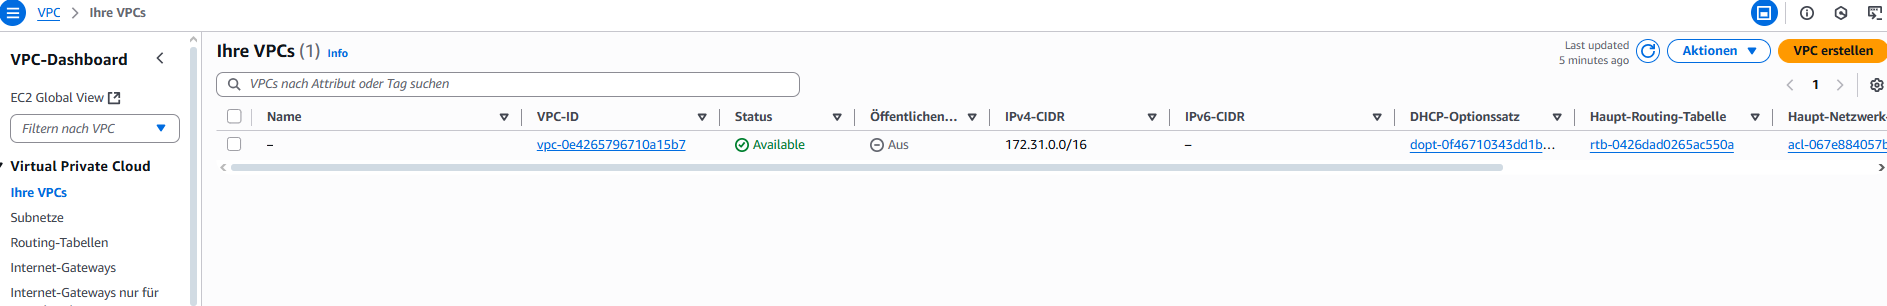 VPC > Ihre VPCs
VPC-Dashboard
EC2 Global View
Filtern nach VPC
Virtual Private Cloud
Ihre VPCs
Subnetze
Routing-Tabellen
Internet-Gateways
Internet-Gateways nur für
Ihre VPCs (1) Info
Last updated
5 minutes ago
Aktionen
VPC erstellen
VPCs nach Attribut oder Tag suchen
1
Name VPC-ID Status Öffentlichen... IPv4-CIDR IPv6-CIDR DHCP-Optionssatz Haupt-Routing-Tabelle Haupt-Netzwerk-
– vpc-0e4265796710a15b7 Available Aus 172.31.0.0/16 – dopt-0f46710343dd1b... rtb-0426dad0265ac550a acl-067e884057b